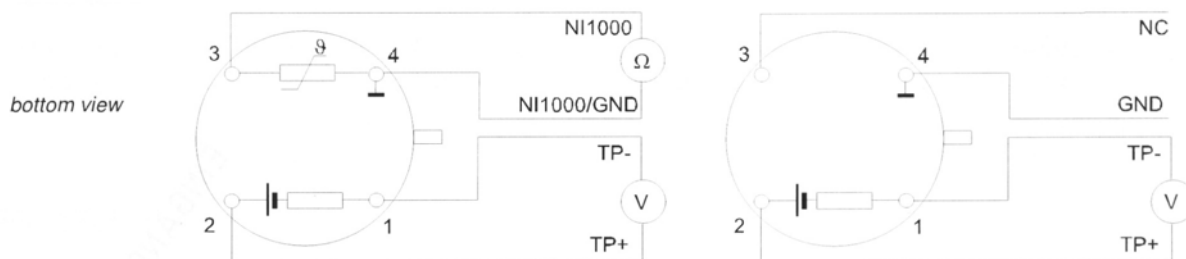 NI1000
NC
3
ϑ
4
3
4
Ω
bottom view
NI1000/GND
GND
TP-
TP-
V
V
2
1
2
1
TP+
TP+